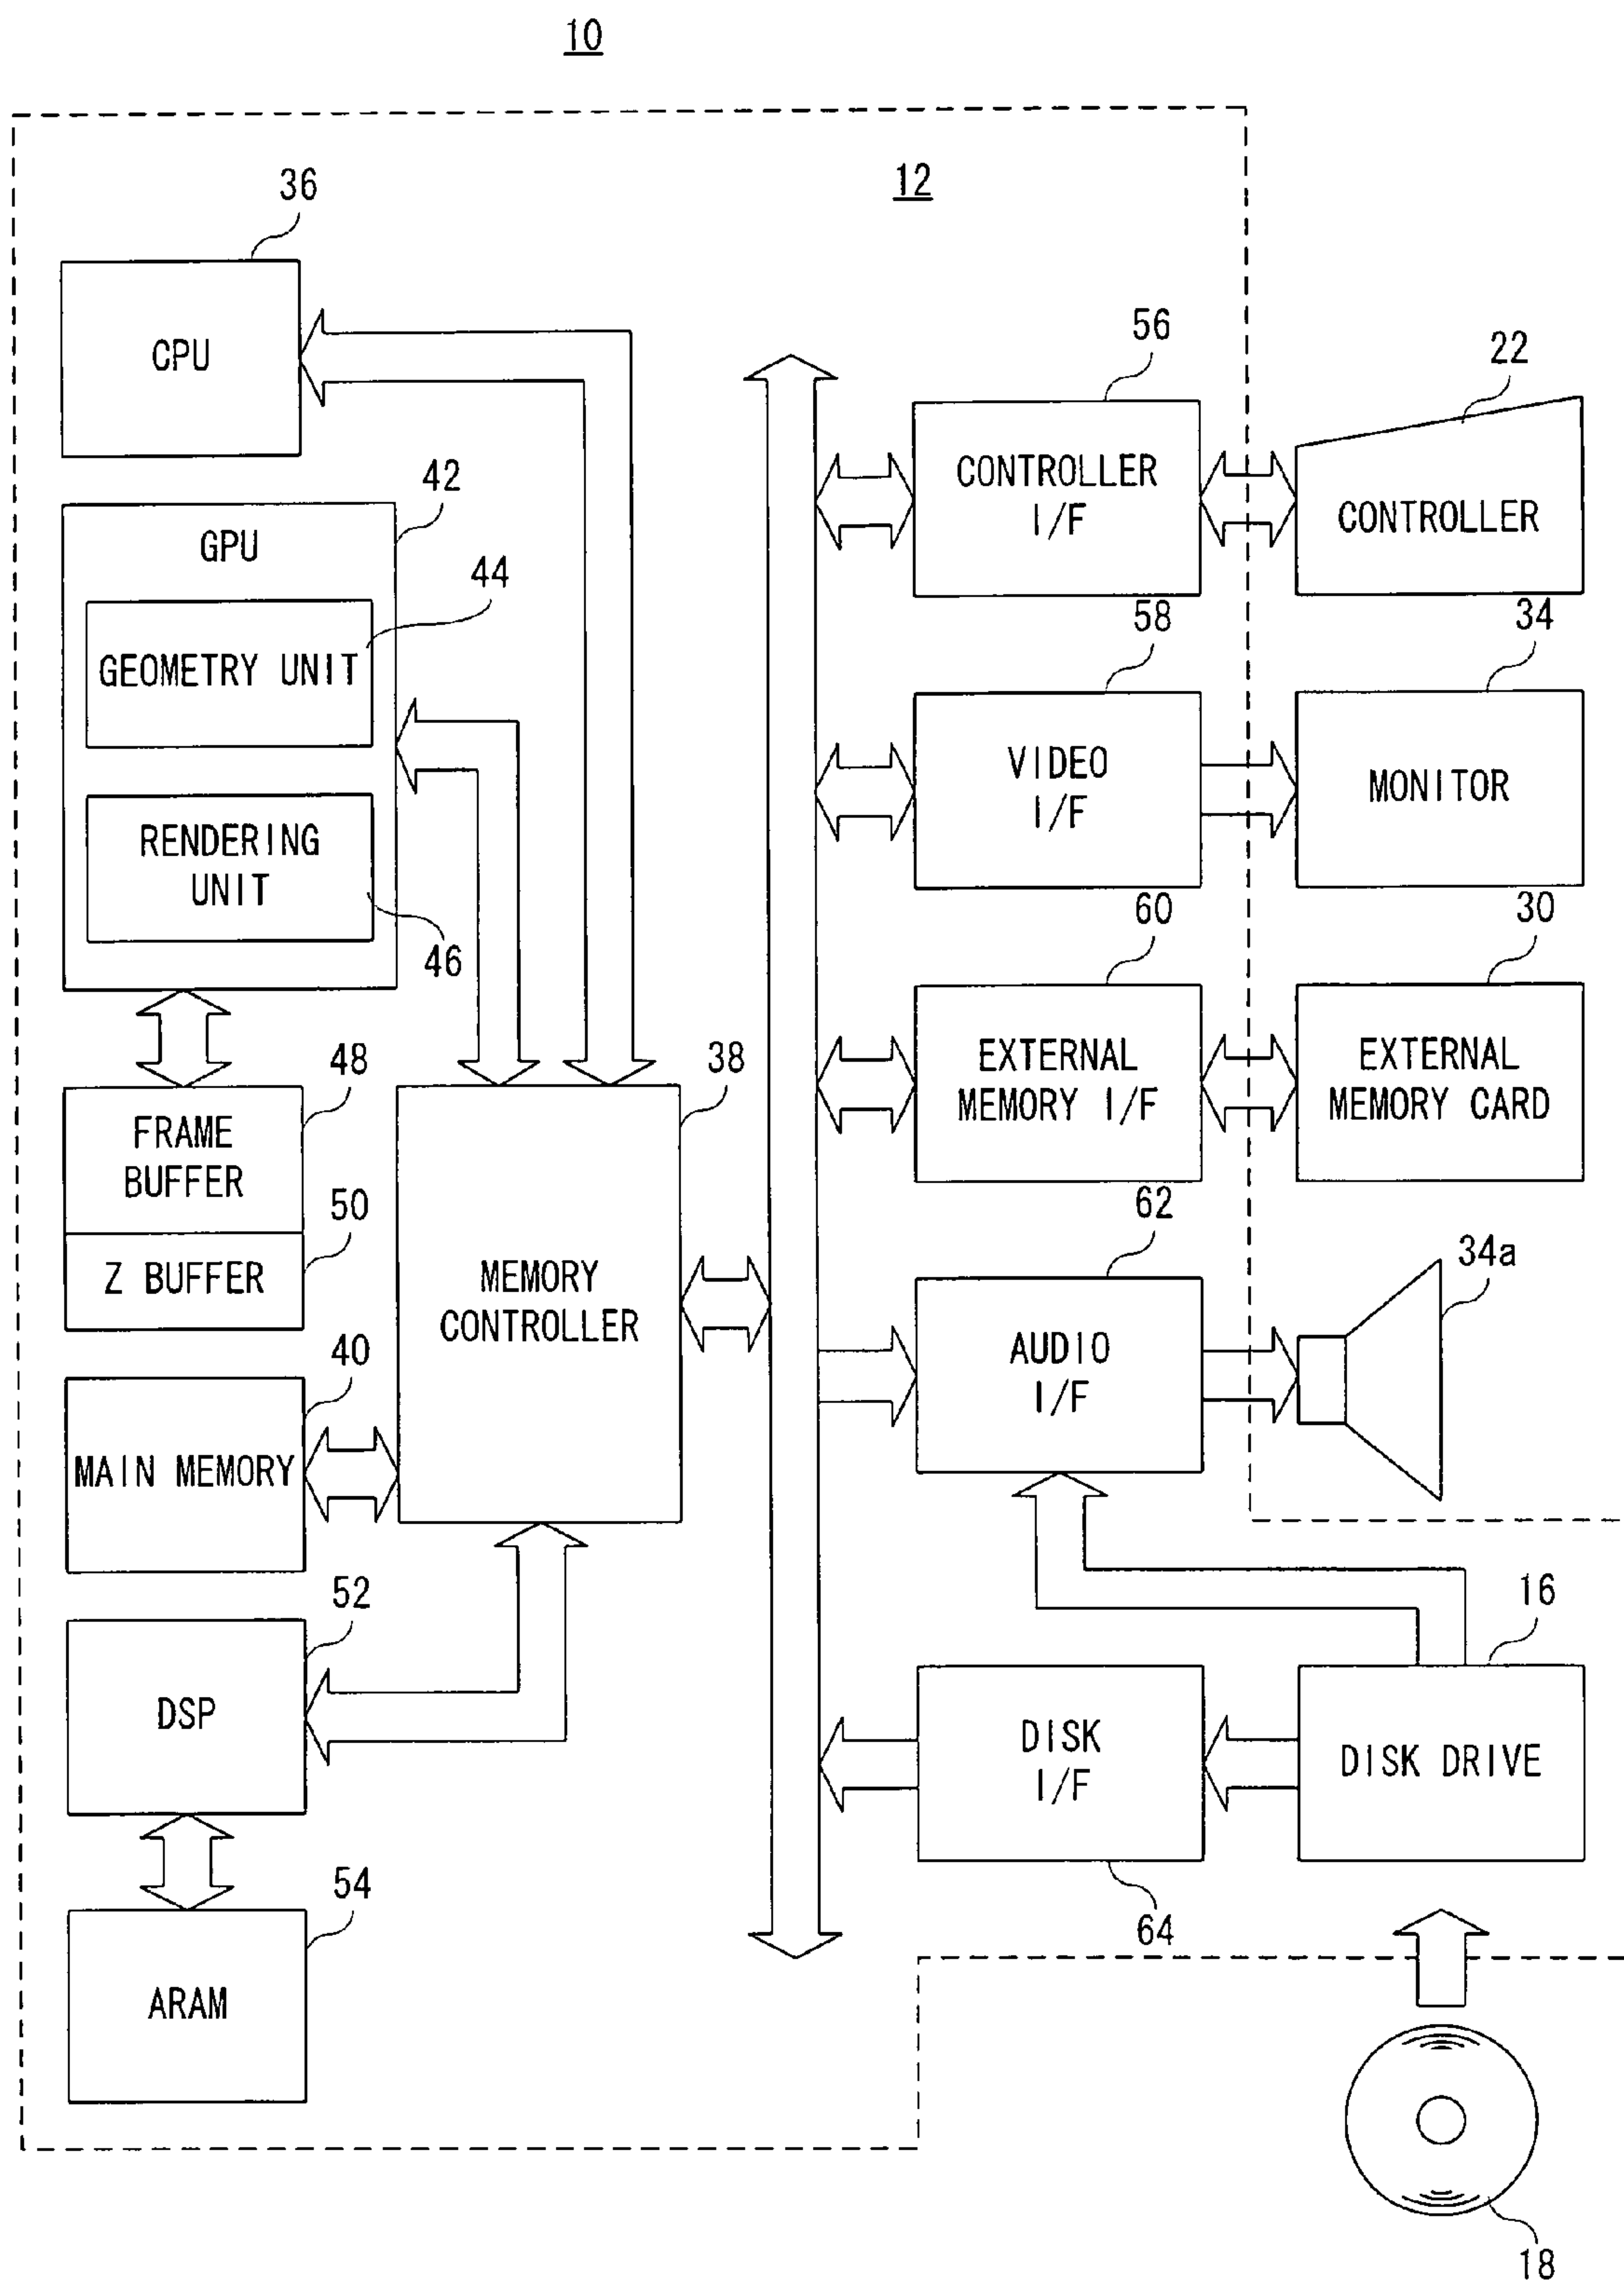 10
12
36
CPU
42
GPU
44
GEOMETRY UNIT
RENDERING
UNIT
46
48
FRAME
BUFFER
50
Z BUFFER
40
MAIN MEMORY
52
DSP
54
ARAM
38
MEMORY
CONTROLLER
56
CONTROLLER
I/F
22
CONTROLLER
58
VIDEO
I/F
34
MONITOR
60
EXTERNAL
MEMORY I/F
30
EXTERNAL
MEMORY CARD
62
AUDIO
I/F
34a
16
DISK
I/F
64
DISK DRIVE
18